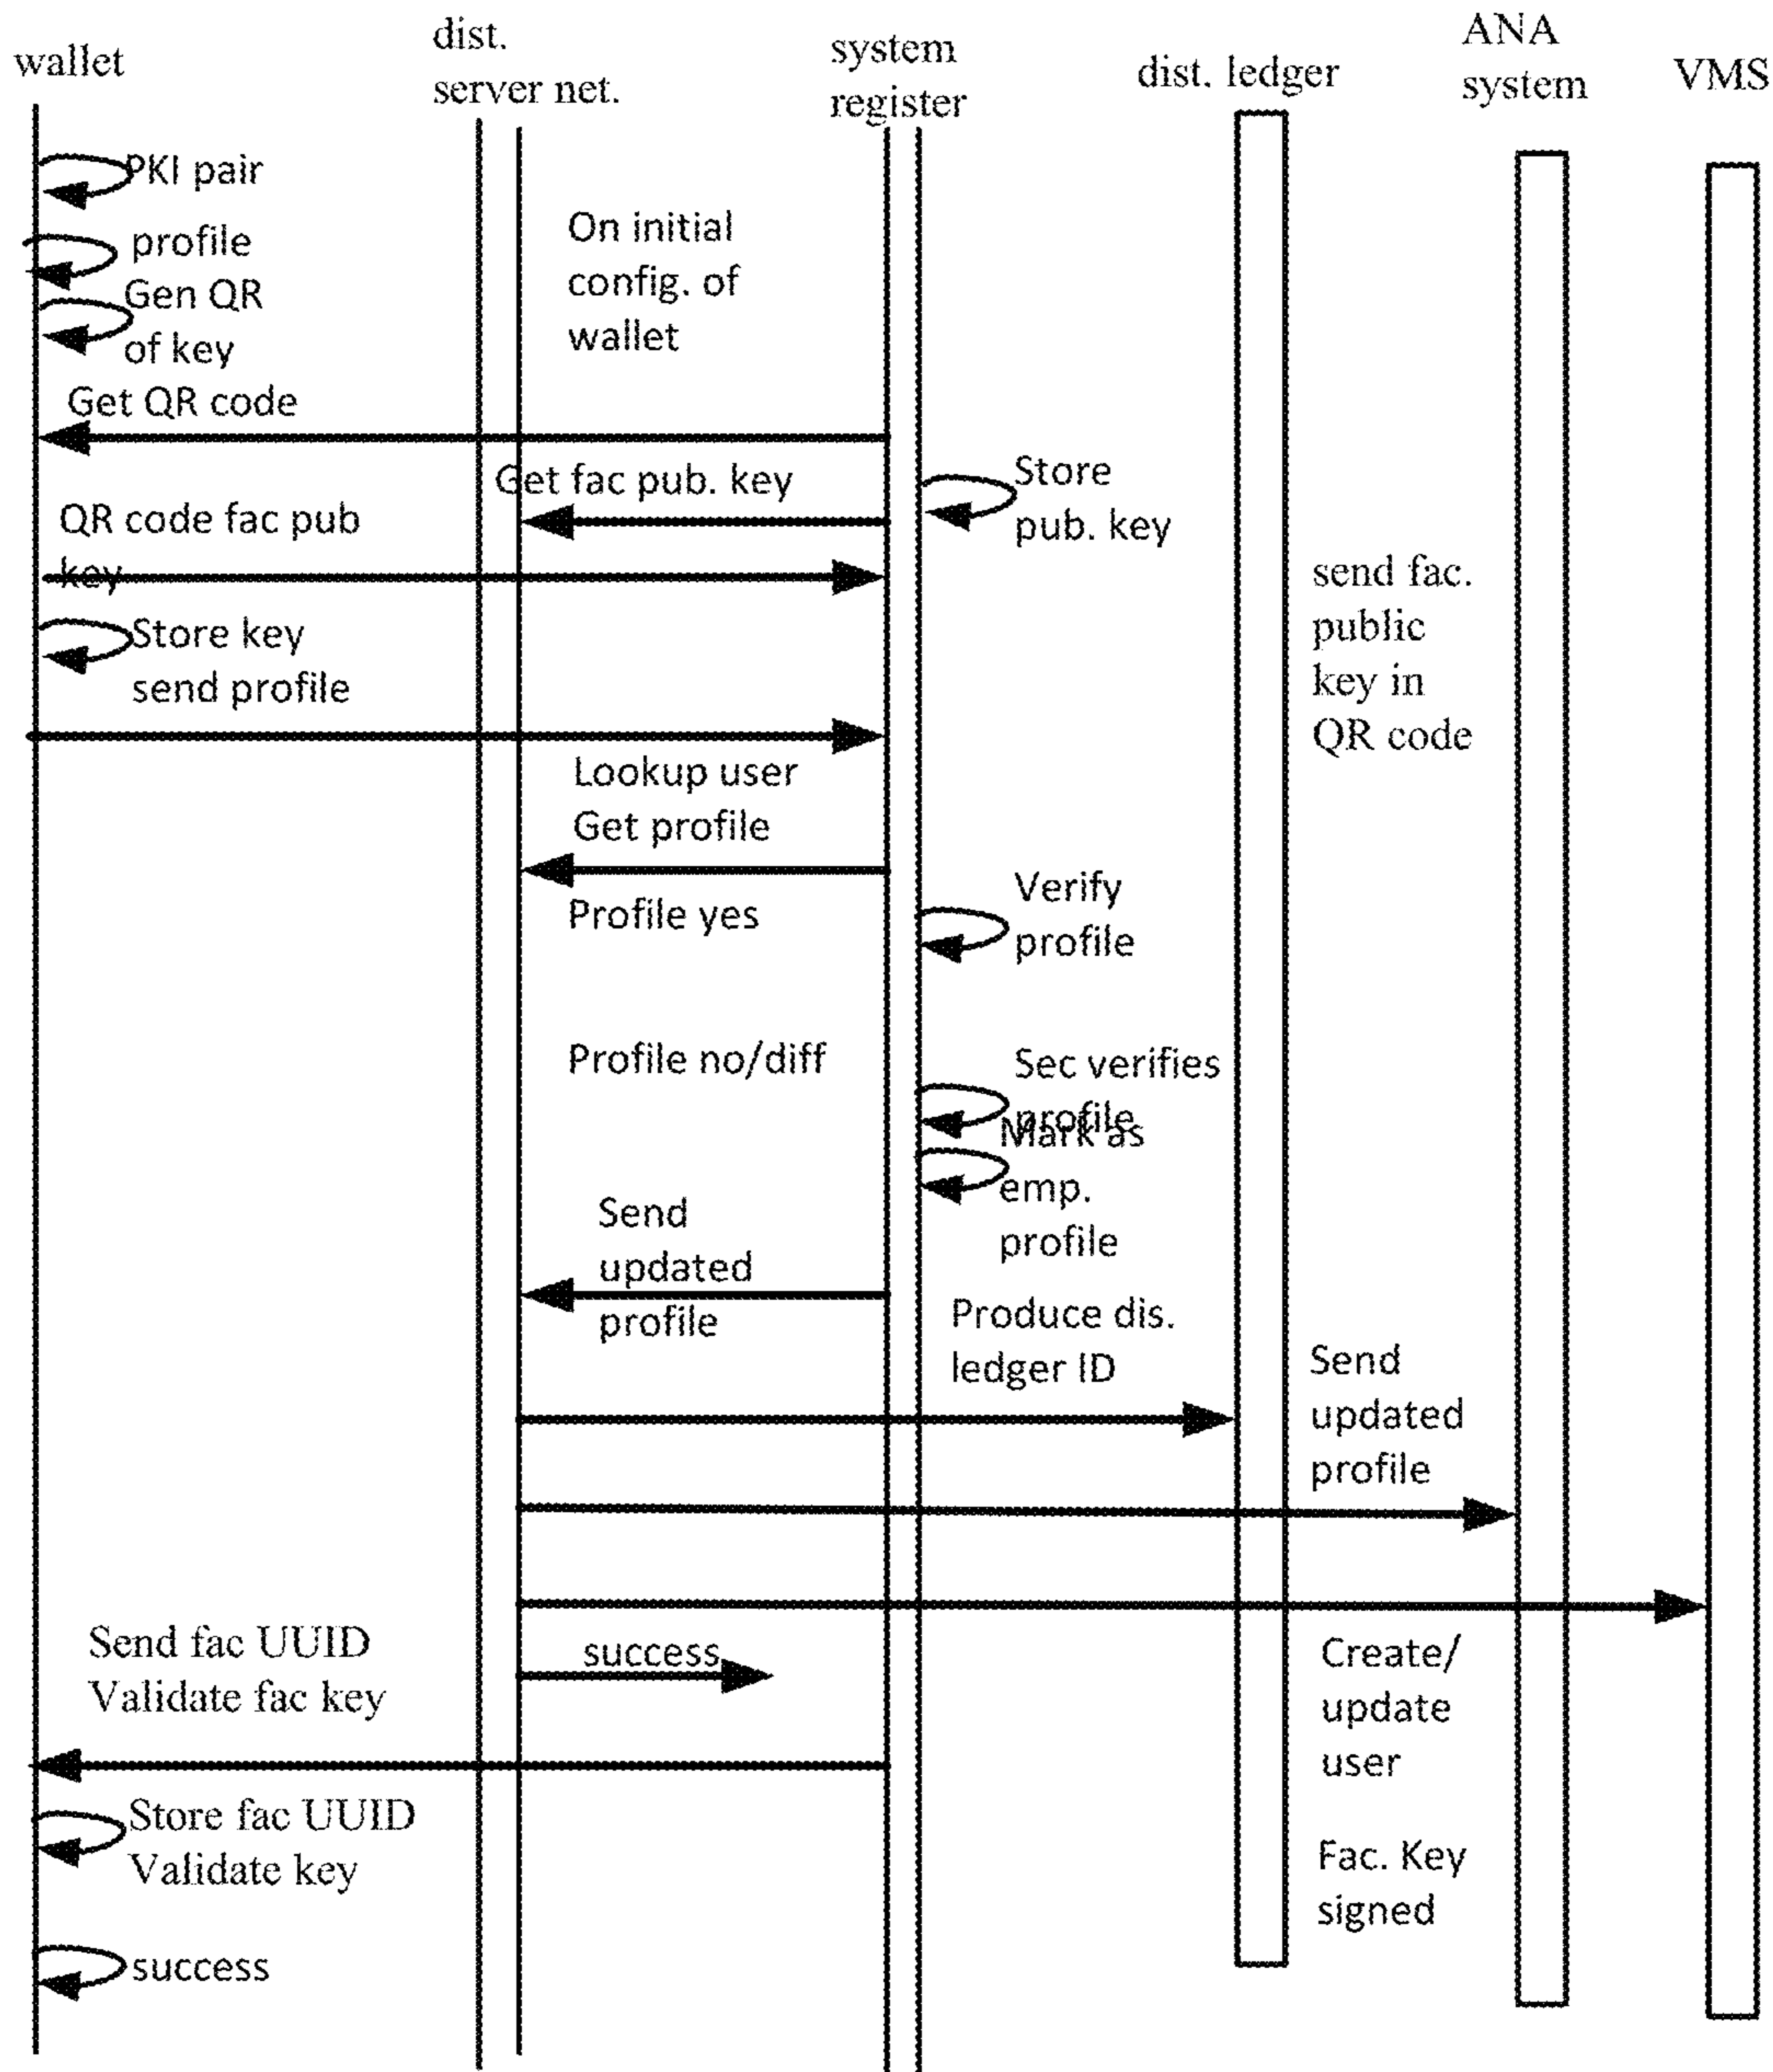 wallet
dist.
server net.
system
register
dist. ledger
ANA
system
VMS
PKI pair
profile
Gen QR
of key
On initial
config. of
wallet
Get QR code
Get fac pub. key
Store
pub. key
QR code fac pub
key
send fac.
public
key in
QR code
Store key
send profile
Lookup user
Get profile
Profile yes
Verify
profile
Profile no/diff
Sec verifies
profile
Mark as
emp.
profile
Send
updated
profile
Produce dis.
ledger ID
Send
updated
profile
Send fac UUID
Validate fac key
success
Create/
update
user
Store fac UUID
Validate key
Fac. Key
signed
success